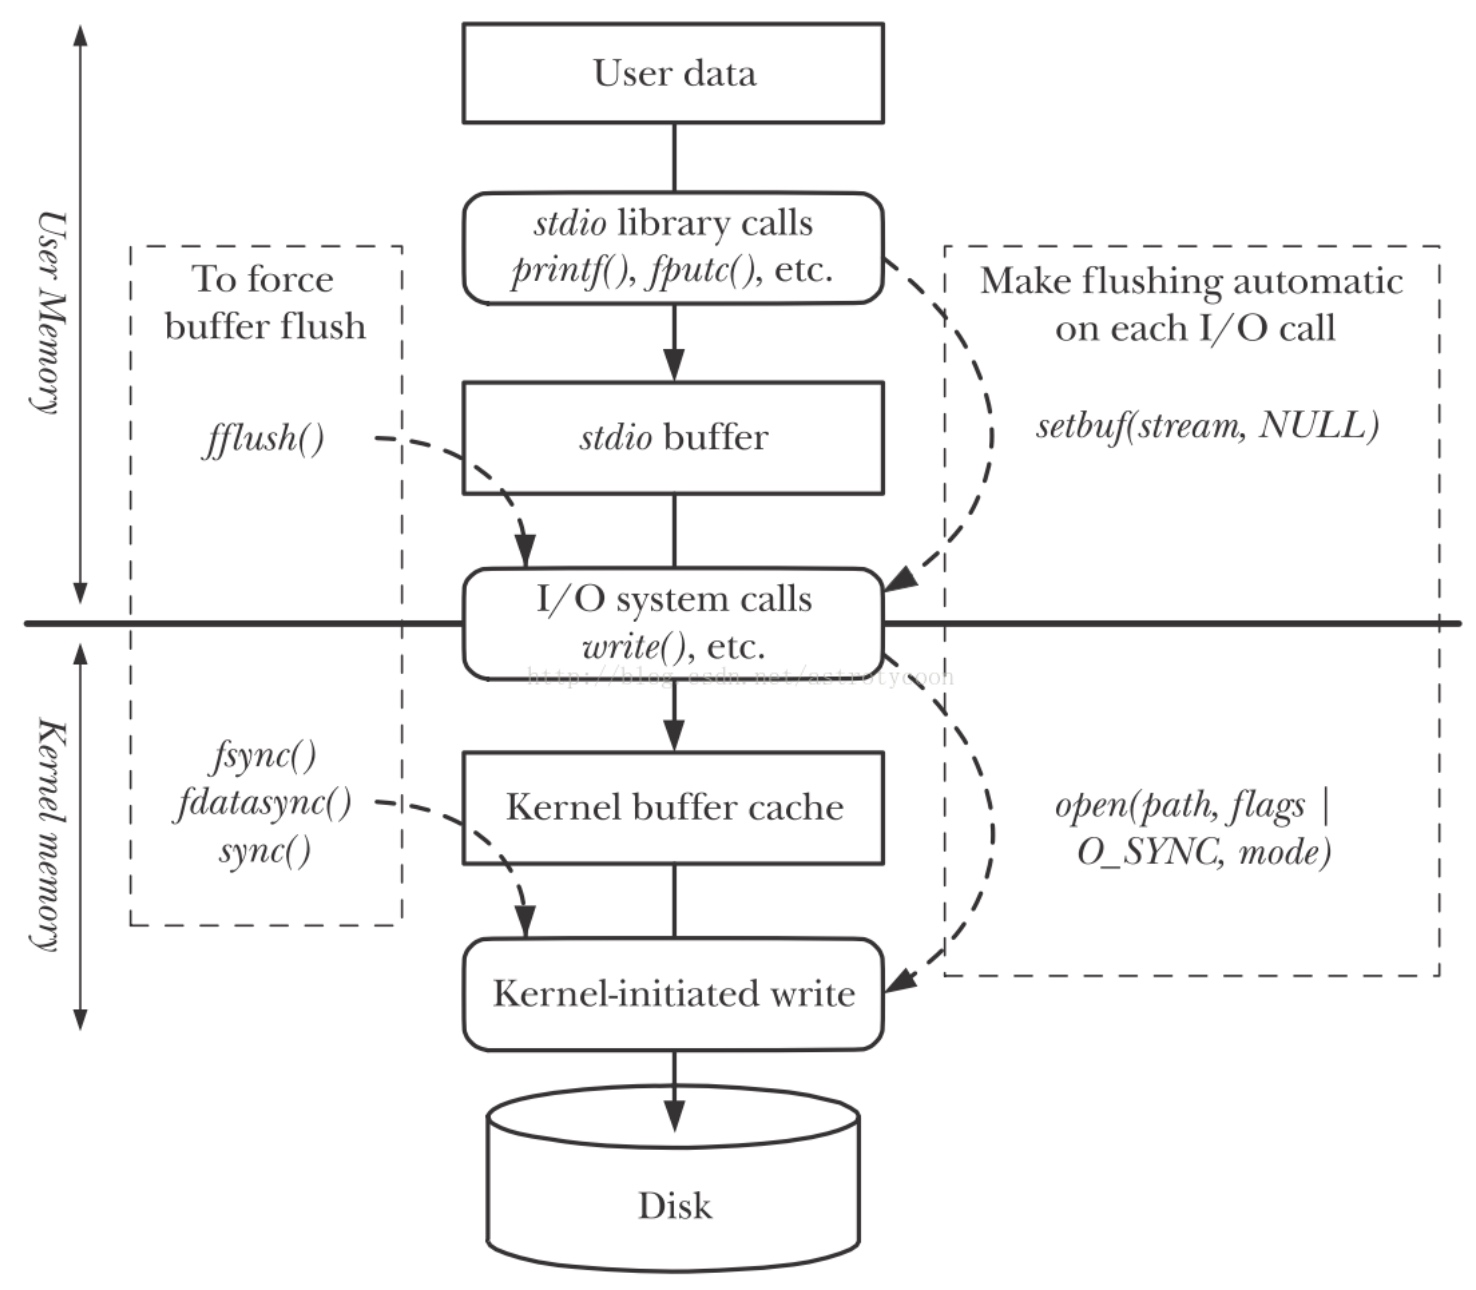 User data
stdio library calls
printf(), fputc(), etc.
User Memory
To force
buffer flush
Make flushing automatic
on each I/O call
fflush()
stdio buffer
setbuf(stream, NULL)
I/O system calls
write(), etc.
http://blog.csdn.net/astrotycoon
Kernel memory
fsync()
fdatasync()
sync()
Kernel buffer cache
open(path, flags |
O_SYNC, mode)
Kernel-initiated write
Disk